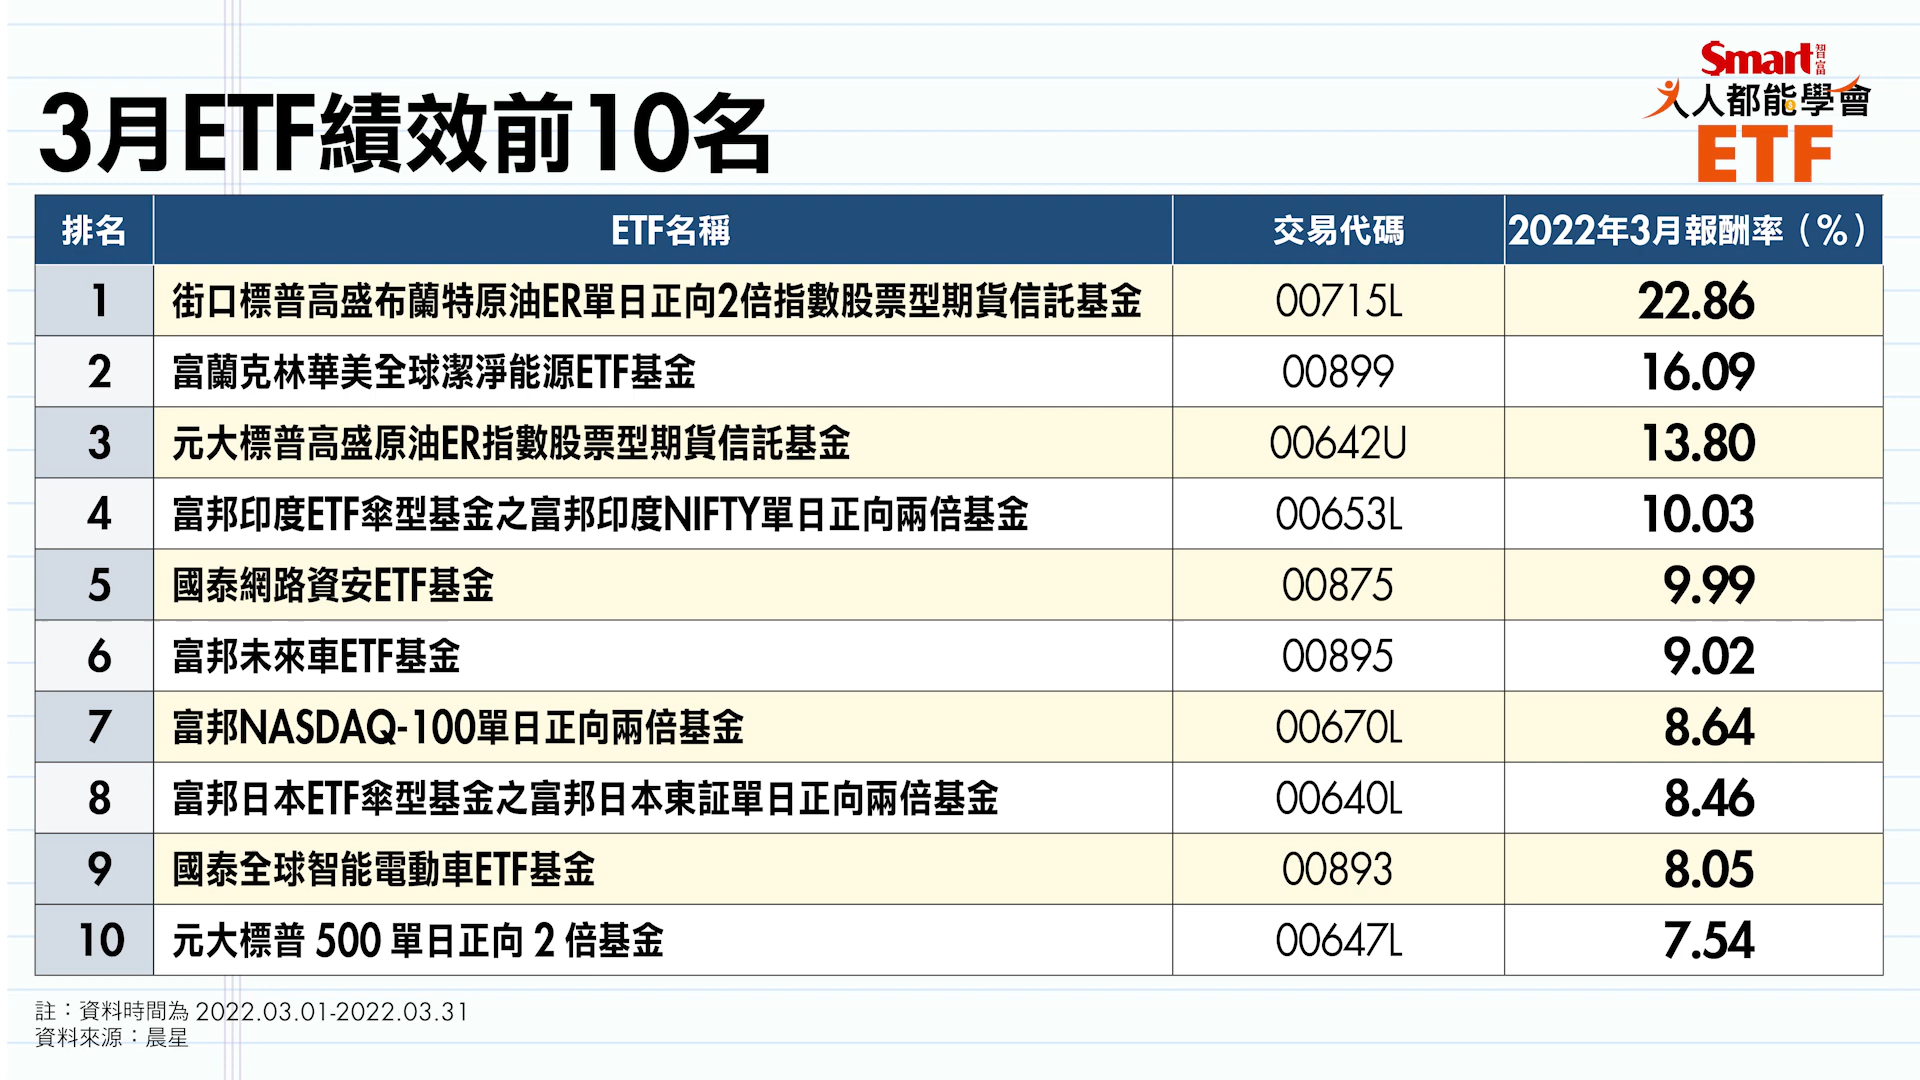 Smart智富
人人都能學會
ETF
3月ETF績效前10名
排名 ETF名稱 交易代碼 2022年3月報酬率（%）
1 街口標普高盛布蘭特原油ER單日正向2倍指數股票型期貨信託基金 00715L 22.86
2 富蘭克林華美全球潔淨能源ETF基金 00899 16.09
3 元大標普高盛原油ER指數股票型期貨信託基金 00642U 13.80
4 富邦印度ETF傘型基金之富邦印度NIFTY單日正向兩倍基金 00653L 10.03
5 國泰網路資安ETF基金 00875 9.99
6 富邦未來車ETF基金 00895 9.02
7 富邦NASDAQ-100單日正向兩倍基金 00670L 8.64
8 富邦日本ETF傘型基金之富邦日本東証單日正向兩倍基金 00640L 8.46
9 國泰全球智能電動車ETF基金 00893 8.05
10 元大標普 500 單日正向 2 倍基金 00647L 7.54
註：資料時間為 2022.03.01-2022.03.31
資料來源：晨星